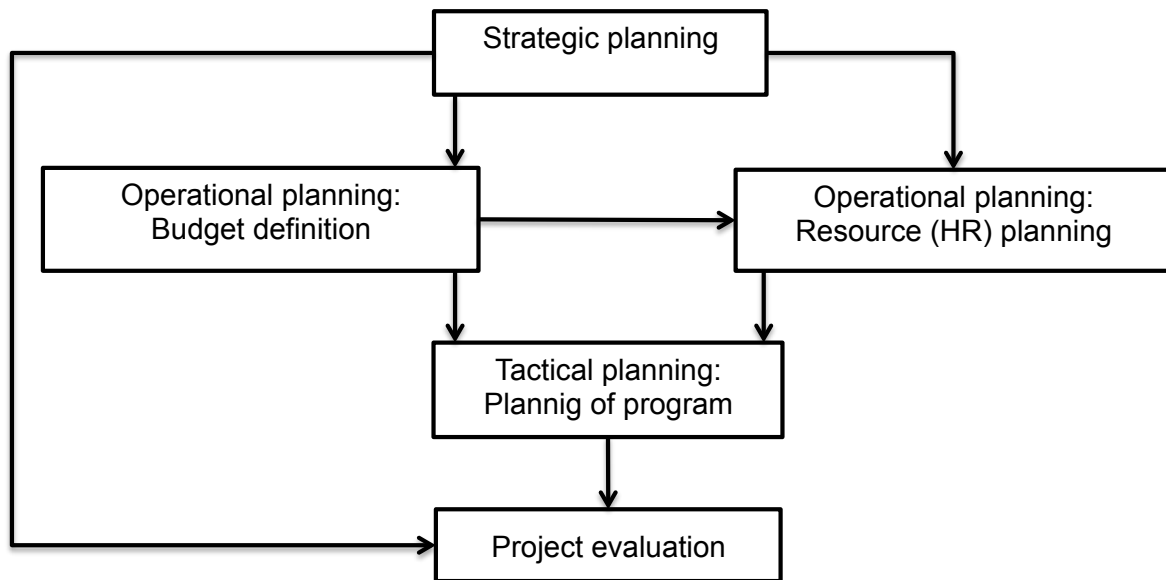 Strategic planning
Operational planning:
Budget definition
Operational planning:
Resource (HR) planning
Tactical planning:
Plannig of program
Project evaluation